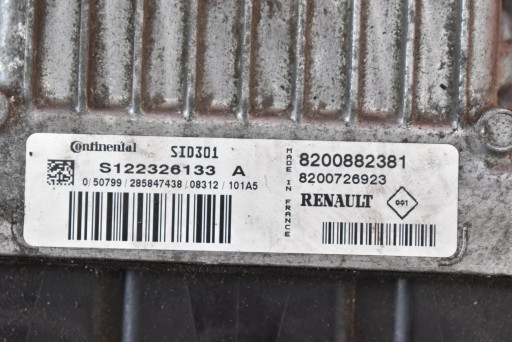 Continental SID301
S122326133 A
0/50799/285847438/08312/101A5
MADE IN FRANCE
8200882381
8200726923
RENAULT 001